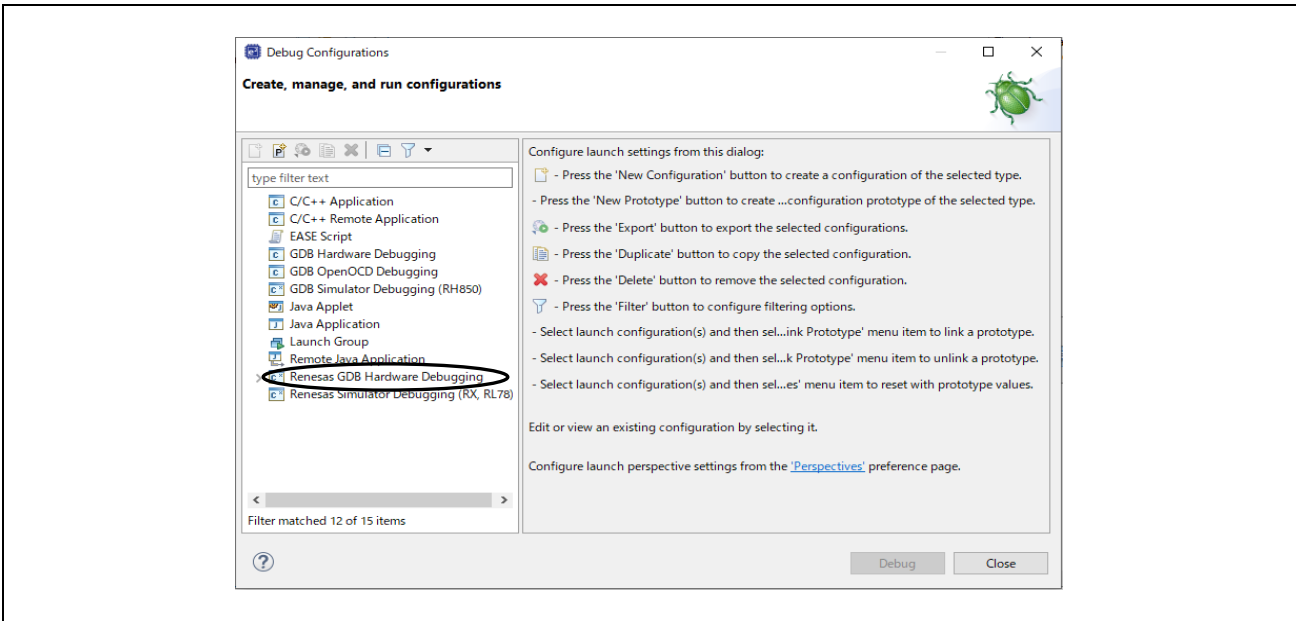 Debug Configurations
Create, manage, and run configurations
type filter text
C/C++ Application
C/C++ Remote Application
EASE Script
GDB Hardware Debugging
GDB OpenOCD Debugging
GDB Simulator Debugging (RH850)
Java Applet
Java Application
Launch Group
Remote Java Application
Renesas GDB Hardware Debugging
Renesas Simulator Debugging (RX, RL78)
Filter matched 12 of 15 items
Configure launch settings from this dialog:
- Press the 'New Configuration' button to create a configuration of the selected type.
- Press the 'New Prototype' button to create ...configuration prototype of the selected type.
- Press the 'Export' button to export the selected configurations.
- Press the 'Duplicate' button to copy the selected configuration.
- Press the 'Delete' button to remove the selected configuration.
- Press the 'Filter' button to configure filtering options.
- Select launch configuration(s) and then sel...ink Prototype' menu item to link a prototype.
- Select launch configuration(s) and then sel...k Prototype' menu item to unlink a prototype.
- Select launch configuration(s) and then sel...es' menu item to reset with prototype values.
Edit or view an existing configuration by selecting it.
Configure launch perspective settings from the 'Perspectives' preference page.
Debug
Close